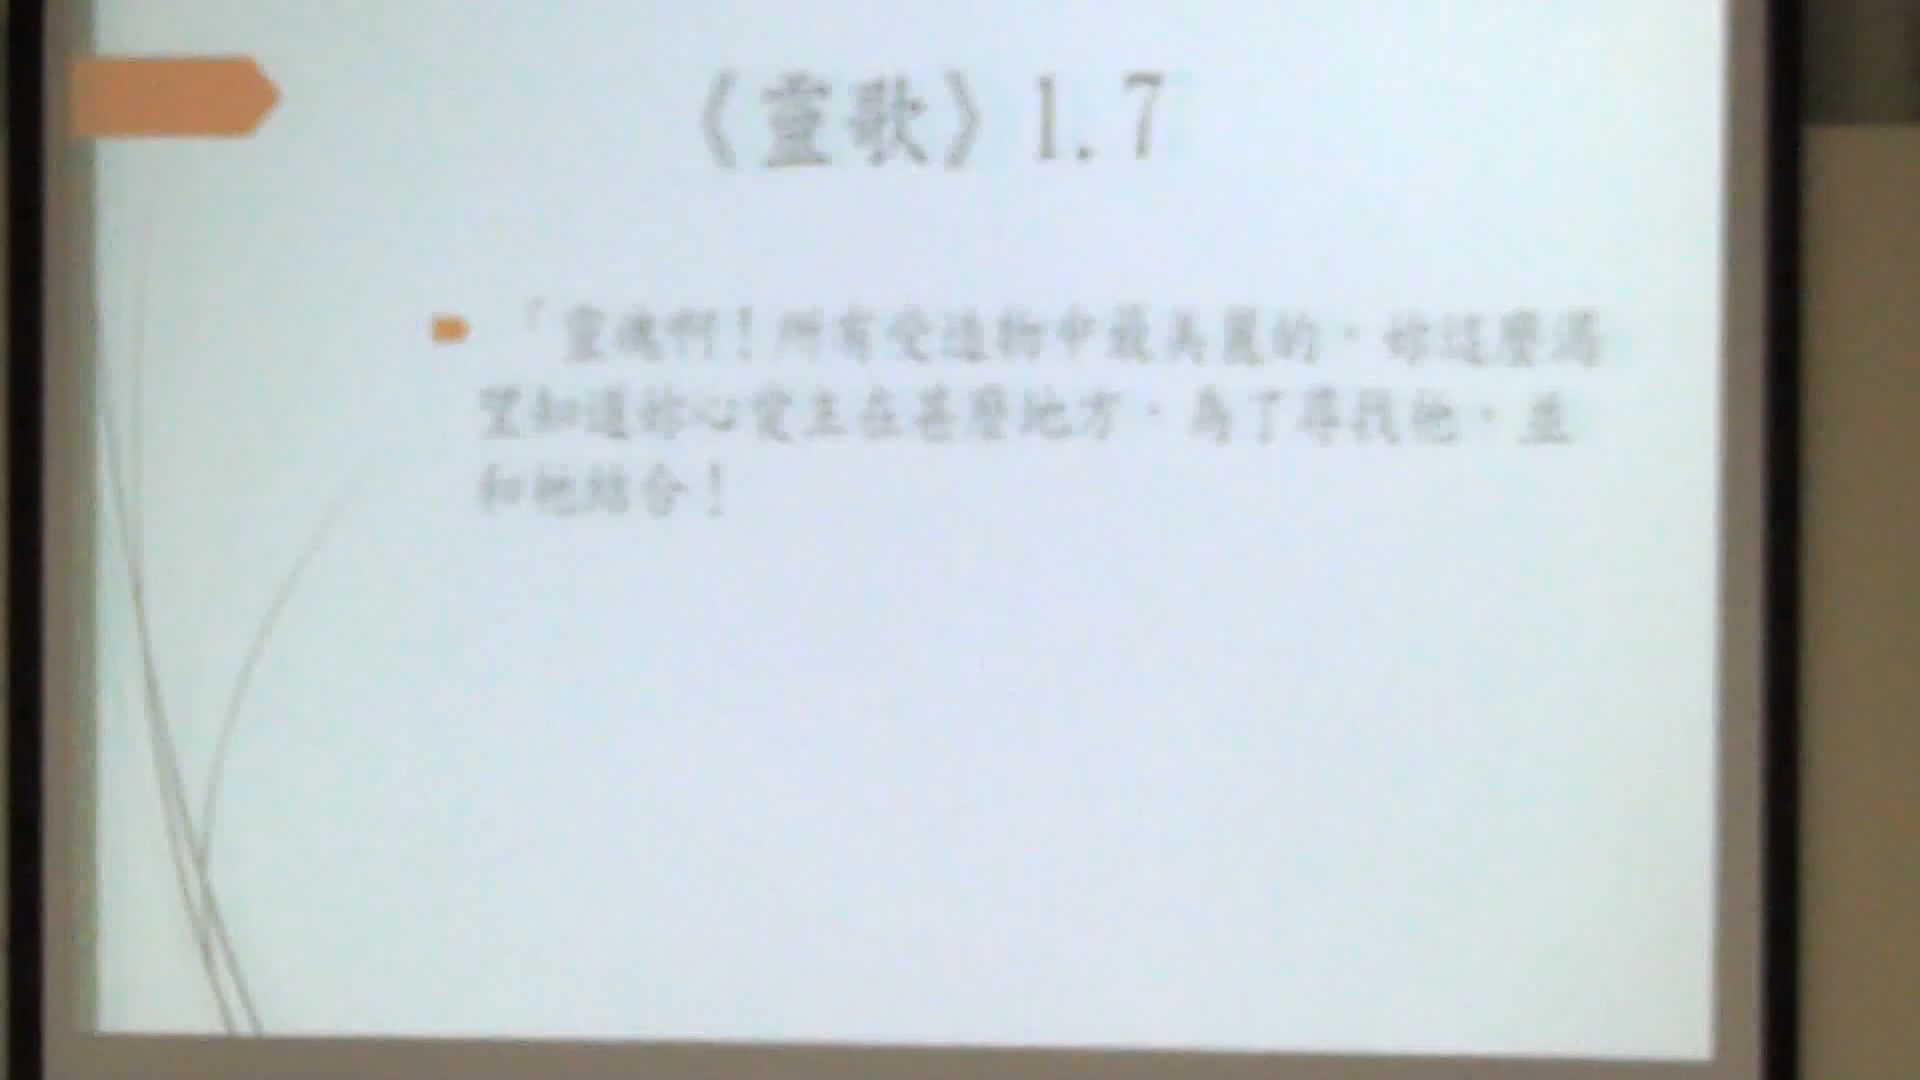 《靈歌》1.7
「靈魂啊!所有受造物中最美麗的,妳這麼渴
望知道妳心愛主在甚麼地方,為了尋找祂,並
和祂結合!